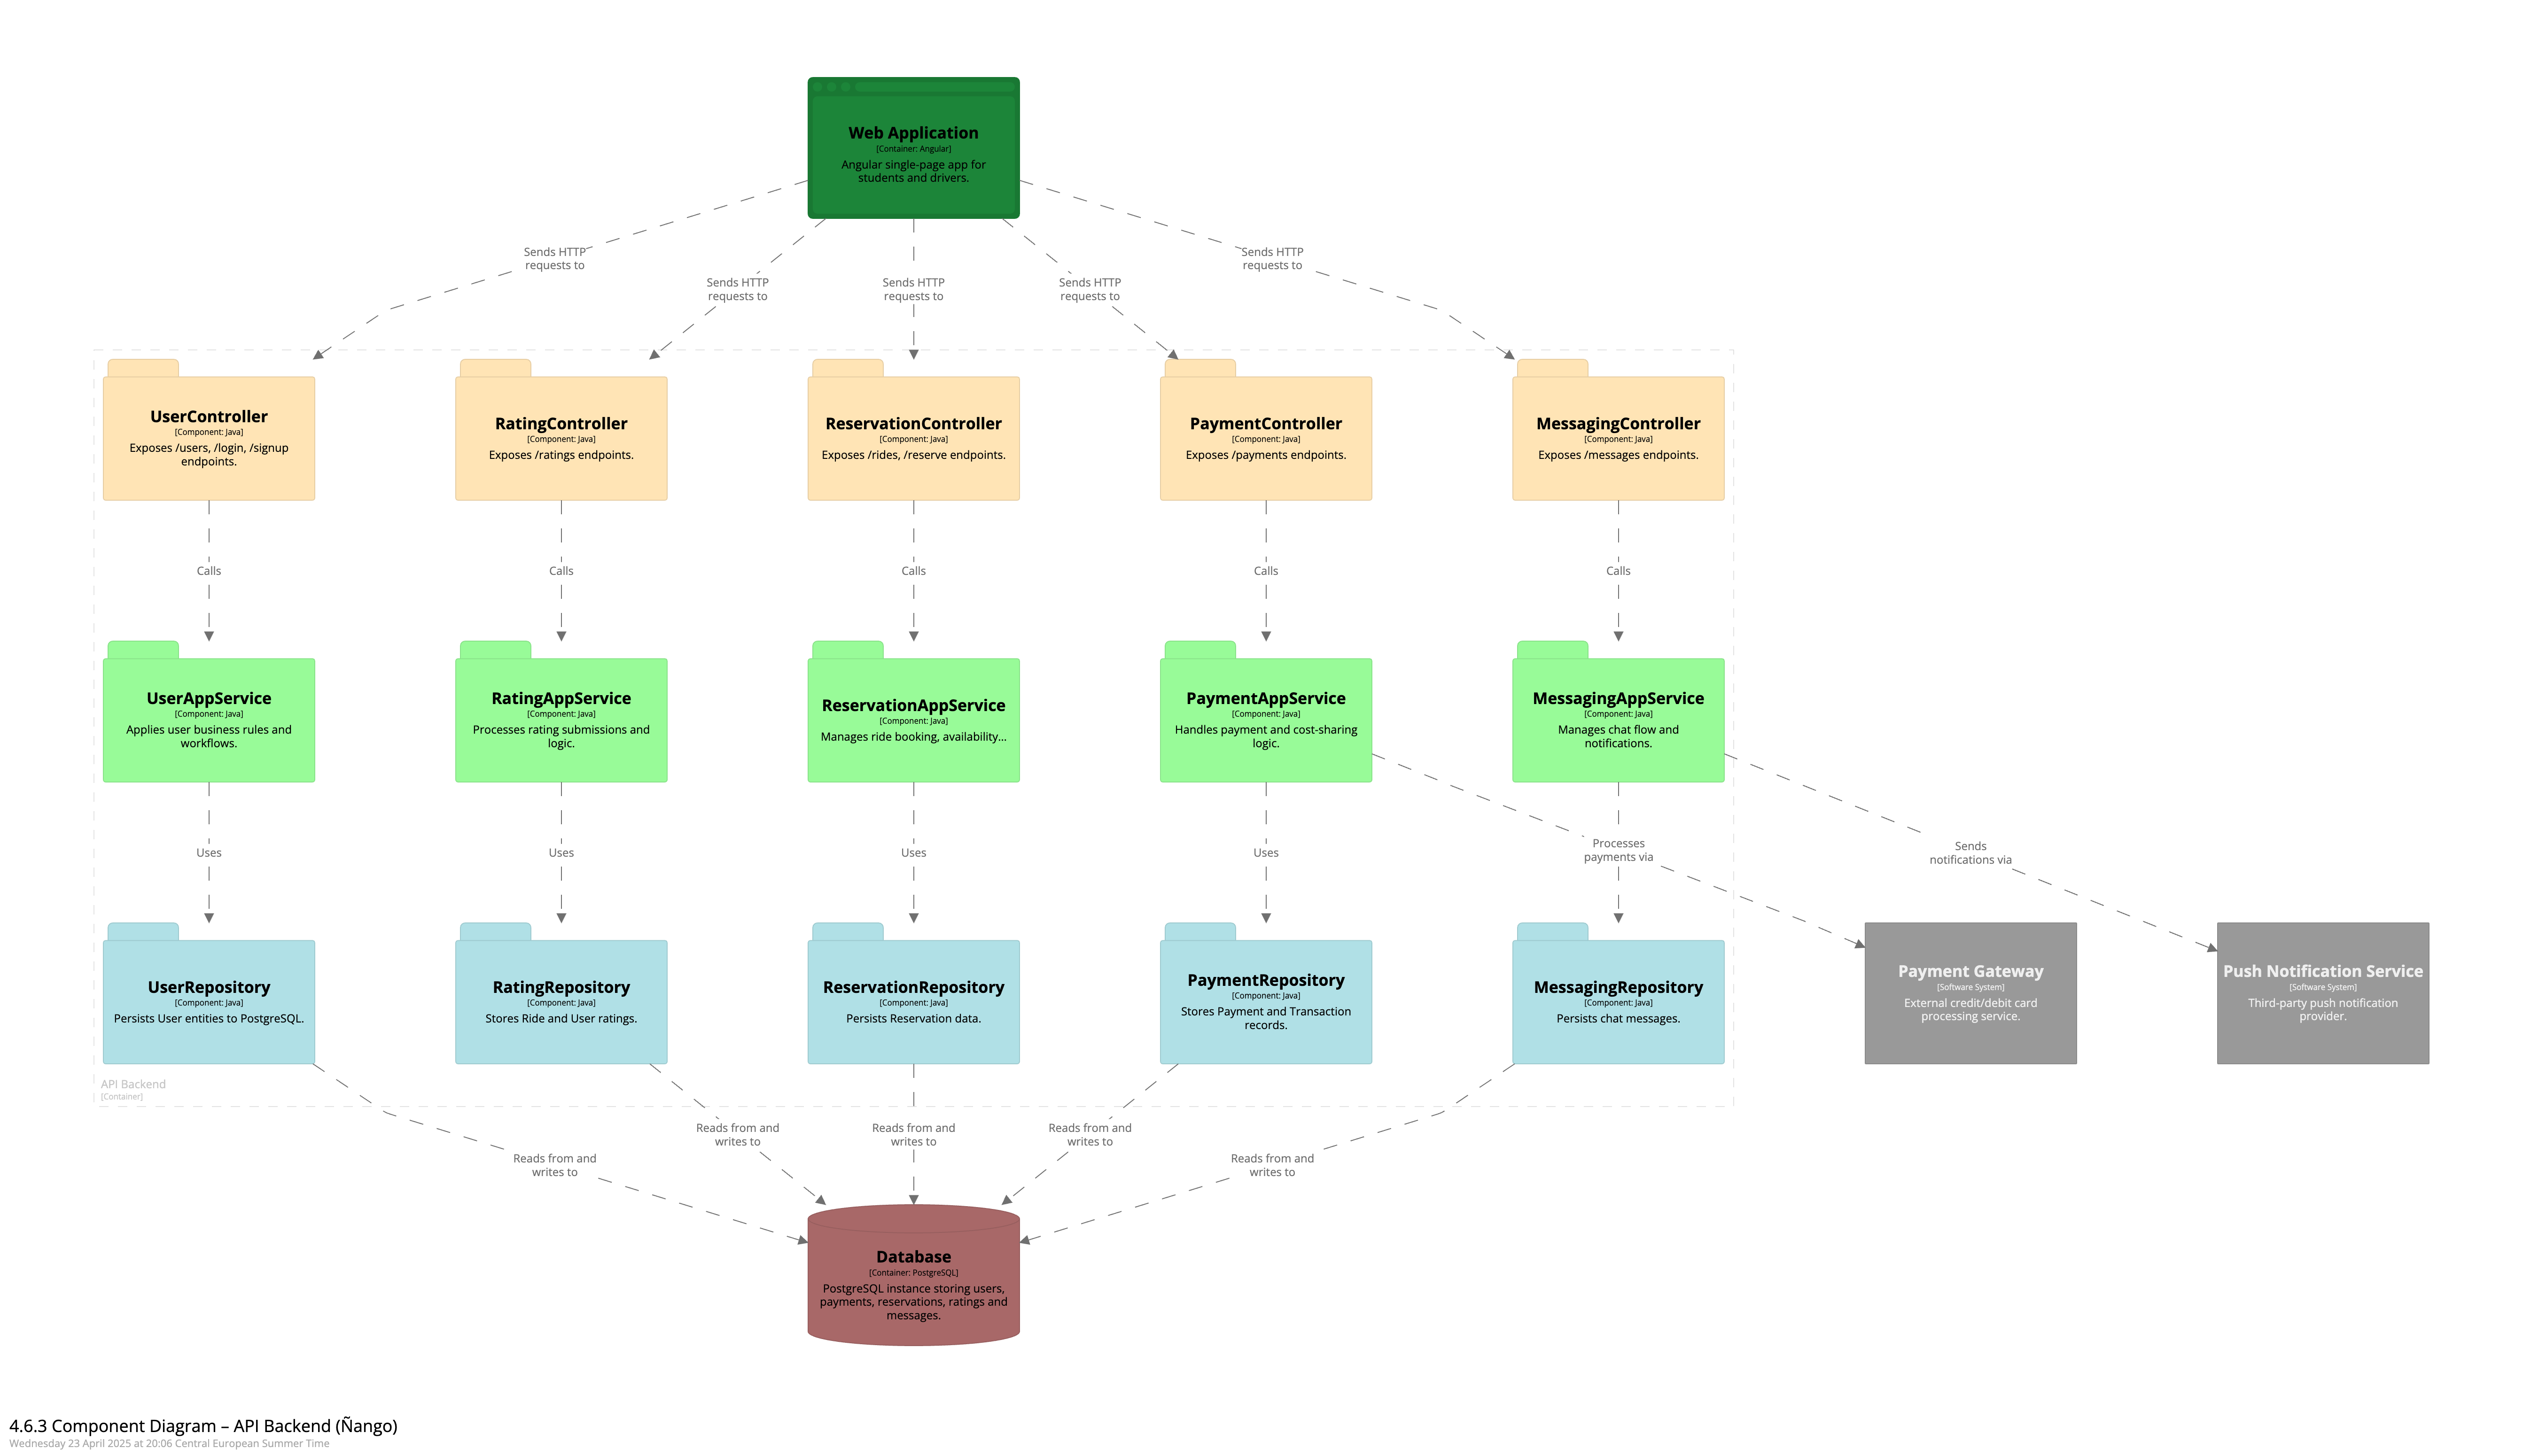 Web Application
[Container: Angular]
Angular single-page app for
students and drivers.
Sends HTTP
requests to
Sends HTTP
requests to
Sends HTTP
requests to
Sends HTTP
requests to
Sends HTTP
requests to
UserController
[Component: Java]
Exposes /users, /login, /signup
endpoints.
RatingController
[Component: Java]
Exposes /ratings endpoints.
ReservationController
[Component: Java]
Exposes /rides, /reserve endpoints.
PaymentController
[Component: Java]
Exposes /payments endpoints.
MessagingController
[Component: Java]
Exposes /messages endpoints.
Calls
Calls
Calls
Calls
Calls
UserAppService
[Component: Java]
Applies user business rules and
workflows.
RatingAppService
[Component: Java]
Processes rating submissions and
logic.
ReservationAppService
[Component: Java]
Manages ride booking, availability...
PaymentAppService
[Component: Java]
Handles payment and cost-sharing
logic.
MessagingAppService
[Component: Java]
Manages chat flow and
notifications.
Uses
Uses
Uses
Uses
Processes
payments via
Sends
notifications via
UserRepository
[Component: Java]
Persists User entities to PostgreSQL.
RatingRepository
[Component: Java]
Stores Ride and User ratings.
ReservationRepository
[Component: Java]
Persists Reservation data.
PaymentRepository
[Component: Java]
Stores Payment and Transaction
records.
MessagingRepository
[Component: Java]
Persists chat messages.
Payment Gateway
[Software System]
External credit/debit card
processing service.
Push Notification Service
[Software System]
Third-party push notification
provider.
API Backend
[Container]
Reads from and
writes to
Reads from and
writes to
Reads from and
writes to
Reads from and
writes to
Reads from and
writes to
Database
[Container: PostgreSQL]
PostgreSQL instance storing users,
payments, reservations, ratings and
messages.
4.6.3 Component Diagram – API Backend (Ñango)
Wednesday 23 April 2025 at 20:06 Central European Summer Time